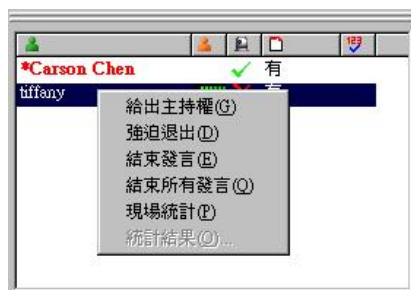 123
*Carson Chen 有
tiffany
給出主持權(G)
強迫退出(D)
結束發言(E)
結束所有發言(Q)
現場統計(P)
統計結果(O)...